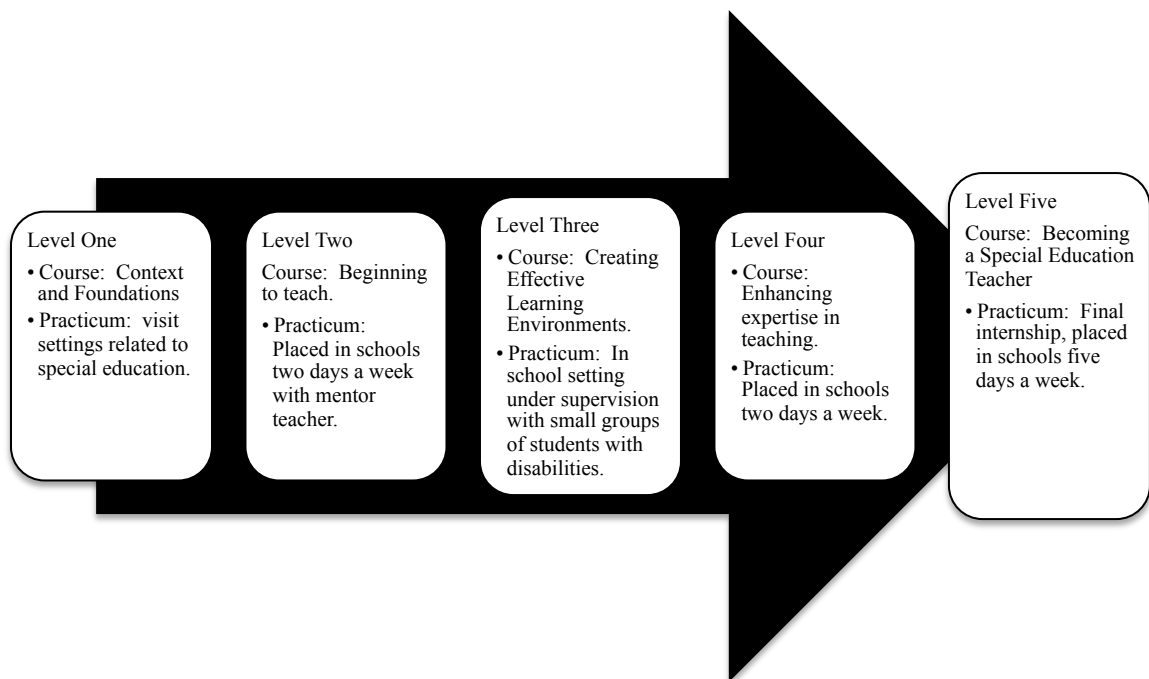 Level One
• Course: Context
and Foundations
• Practicum: visit
settings related to
special education.
Level Two
Course: Beginning
to teach.
• Practicum:
Placed in schools
two days a week
with mentor
teacher.
Level Three
• Course: Creating
Effective
Learning
Environments.
• Practicum: In
school setting
under supervision
with small groups
of students with
disabilities.
Level Four
• Course:
Enhancing
expertise in
teaching.
• Practicum:
Placed in schools
two days a week.
Level Five
Course: Becoming
a Special Education
Teacher
• Practicum: Final
internship, placed
in schools five
days a week.